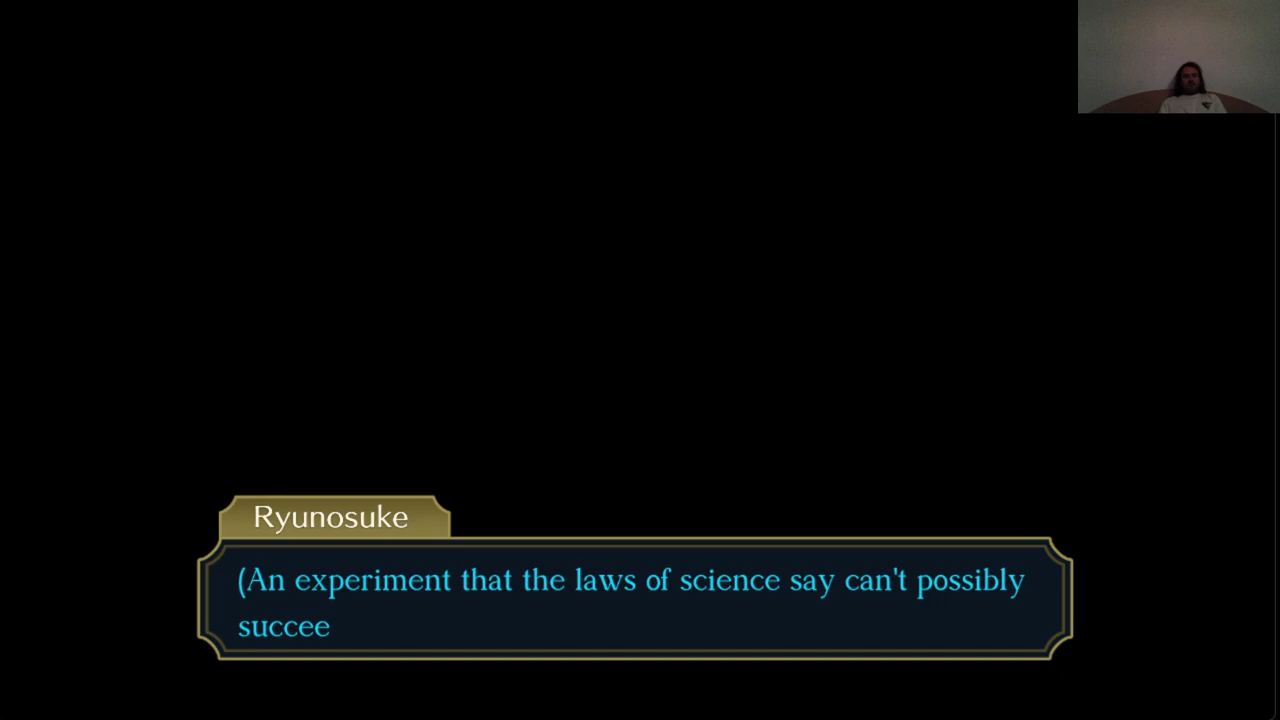 Ryunosuke
(An experiment that the laws of science say can't possibly
succee